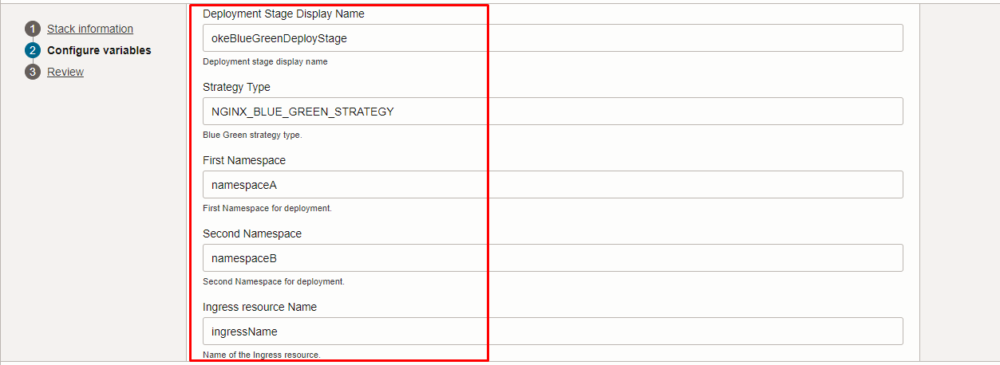 1 Stack information
2 Configure variables
3 Review
Deployment Stage Display Name
okeBlueGreenDeployStage
Deployment stage display name
Strategy Type
NGINX_BLUE_GREEN_STRATEGY
Blue Green strategy type.
First Namespace
namespaceA
First Namespace for deployment.
Second Namespace
namespaceB
Second Namespace for deployment.
Ingress resource Name
ingressName
Name of the Ingress resource.